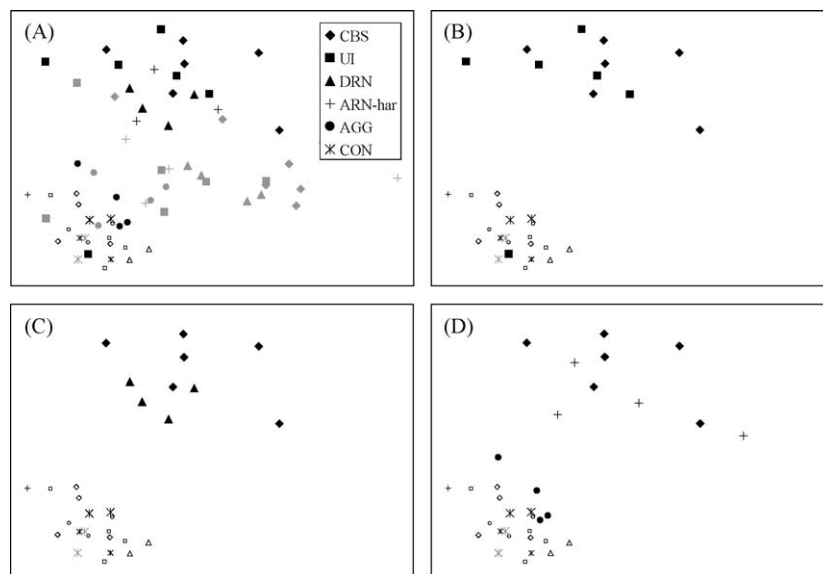 (A)
CBS
UI
DRN
ARN-har
AGG
CON
(B)
(C)
(D)